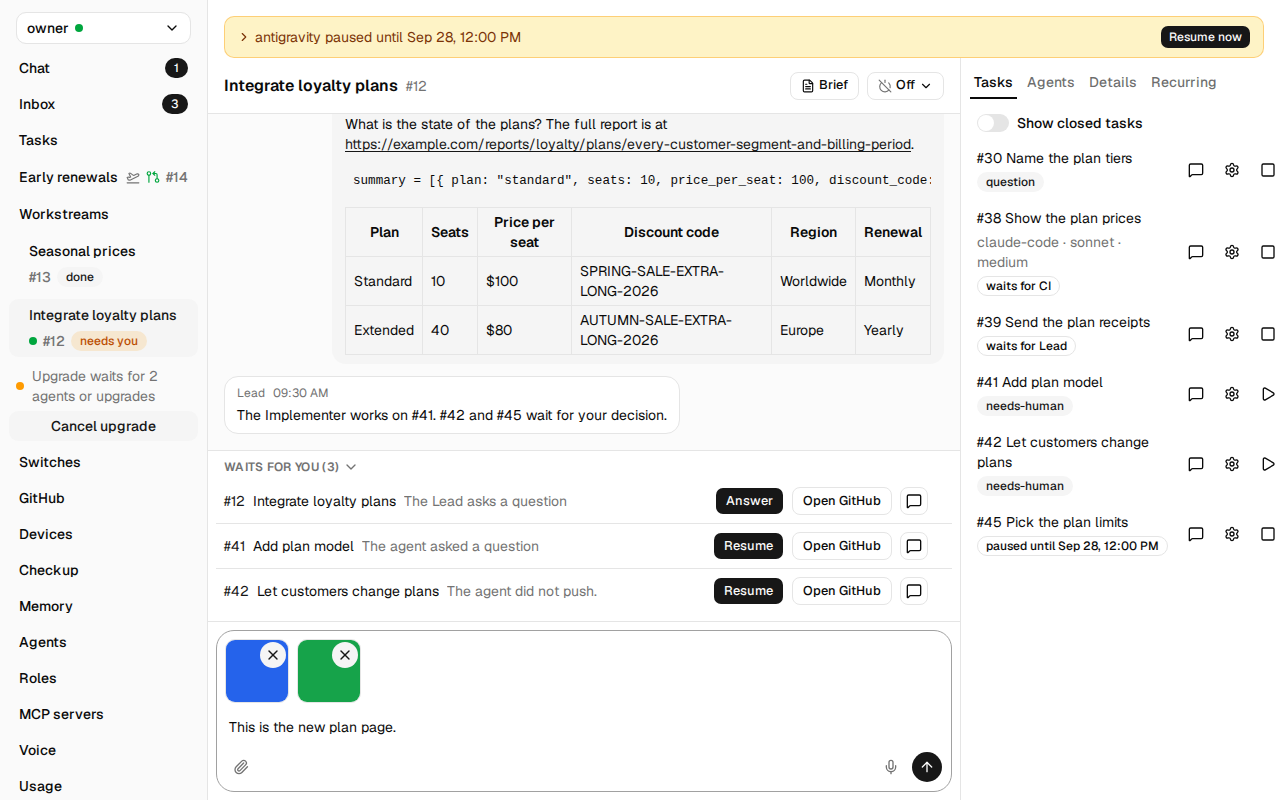 owner
Chat 1
Inbox 3
Tasks
Early renewals #14
Workstreams
Seasonal prices
#13 done
Integrate loyalty plans
#12 needs you
Upgrade waits for 2
agents or upgrades
Cancel upgrade
Switches
GitHub
Devices
Checkup
Memory
Agents
Roles
MCP servers
Voice
Usage
antigravity paused until Sep 28, 12:00 PM
Resume now
Integrate loyalty plans #12
Brief
Off
What is the state of the plans? The full report is at
https://example.com/reports/loyalty/plans/every-customer-segment-and-billing-period.
summary = [{ plan: "standard", seats: 10, price_per_seat: 100, discount_code:
Plan Seats Price per seat Discount code Region Renewal
Standard 10 $100 SPRING-SALE-EXTRA-LONG-2026 Worldwide Monthly
Extended 40 $80 AUTUMN-SALE-EXTRA-LONG-2026 Europe Yearly
Lead 09:30 AM
The Implementer works on #41. #42 and #45 wait for your decision.
WAITS FOR YOU (3)
#12 Integrate loyalty plans The Lead asks a question Answer Open GitHub
#41 Add plan model The agent asked a question Resume Open GitHub
#42 Let customers change plans The agent did not push. Resume Open GitHub
This is the new plan page.
Tasks Agents Details Recurring
Show closed tasks
#30 Name the plan tiers
question
#38 Show the plan prices
claude-code · sonnet ·
medium
waits for CI
#39 Send the plan receipts
waits for Lead
#41 Add plan model
needs-human
#42 Let customers change
plans
needs-human
#45 Pick the plan limits
paused until Sep 28, 12:00 PM